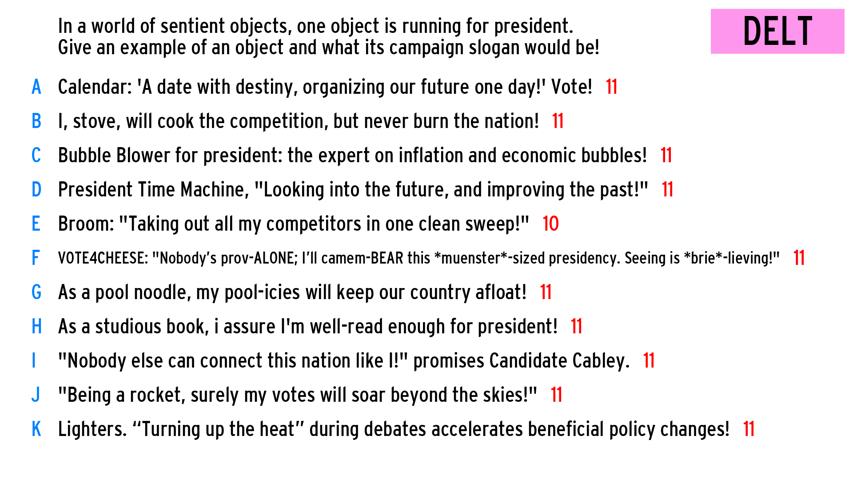 In a world of sentient objects, one object is running for president.
Give an example of an object and what its campaign slogan would be!
DELT
A Calendar: 'A date with destiny, organizing our future one day!' Vote! 11
B I, stove, will cook the competition, but never burn the nation! 11
C Bubble Blower for president: the expert on inflation and economic bubbles! 11
D President Time Machine, "Looking into the future, and improving the past!" 11
E Broom: "Taking out all my competitors in one clean sweep!" 10
F VOTE4CHEESE: "Nobody's prov-ALONE; I'll camem-BEAR this *muenster*-sized presidency. Seeing is *brie*-lieving!" 11
G As a pool noodle, my pool-icies will keep our country afloat! 11
H As a studious book, i assure I'm well-read enough for president! 11
I "Nobody else can connect this nation like I!" promises Candidate Cabley. 11
J "Being a rocket, surely my votes will soar beyond the skies!" 11
K Lighters. “Turning up the heat” during debates accelerates beneficial policy changes! 11